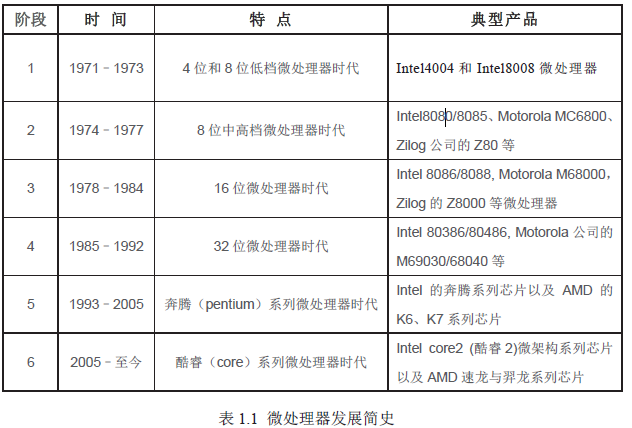 阶段 时 间 特 点 典型产品
1 1971–1973 4位和8位低档微处理器时代 Intel4004 和 Intel8008 微处理器
2 1974–1977 8位中高档微处理器时代 Intel8080/8085、Motorola MC6800、
Zilog 公司的 Z80 等
3 1978–1984 16位微处理器时代 Intel 8086/8088, Motorola M68000，
Zilog 的 Z8000 等微处理器
4 1985–1992 32位微处理器时代 Intel 80386/80486, Motorola 公司的
M69030/68040 等
5 1993–2005 奔腾（pentium）系列微处理器时代 Intel 的奔腾系列芯片以及 AMD 的
K6、K7 系列芯片
6 2005–至今 酷睿（core）系列微处理器时代 Intel core2 (酷睿2)微架构系列芯片
以及 AMD 速龙与羿龙系列芯片
表 1.1 微处理器发展简史